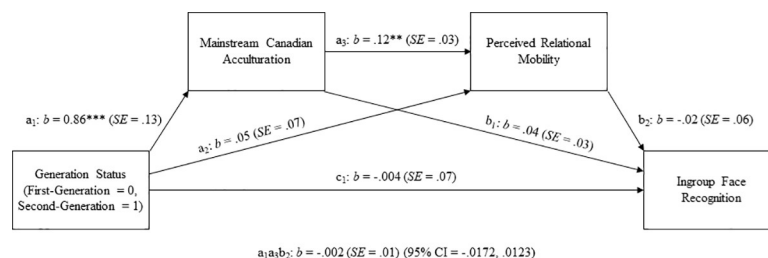 Mainstream Canadian
Acculturation
a₃: b = .12** (SE = .03)
Perceived Relational
Mobility
a₁: b = 0.86*** (SE = .13)
a₂: b = .05 (SE = .07)
b₁: b = .04 (SE = .03)
b₂: b = -.02 (SE = .06)
Generation Status
(First-Generation = 0,
Second-Generation = 1)
c₁: b = -.004 (SE = .07)
Ingroup Face
Recognition
a₁a₃b₂: b = -.002 (SE = .01) (95% CI = -.0172, .0123)